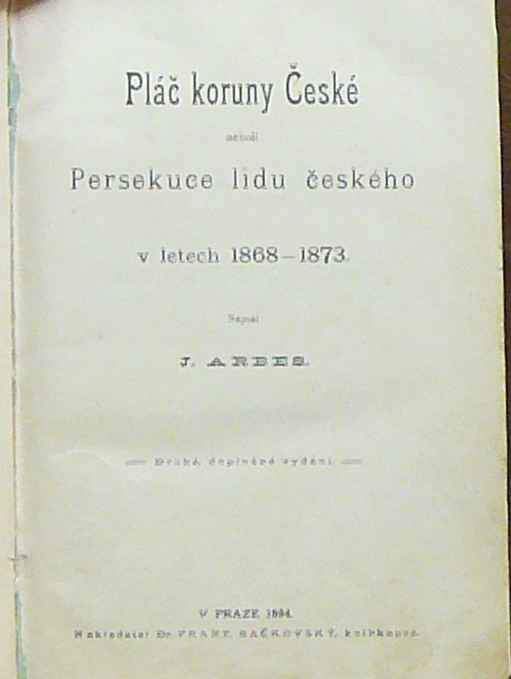 Pláč koruny České
neboli
Persekuce lidu českého
v letech 1868–1873.
Napsal
J. ARBES.
Druhé, doplněné vydání.
V PRAZE 1894.
Nakladatel Dr. FRANT. BAČKOVSKÝ, knihkupec.